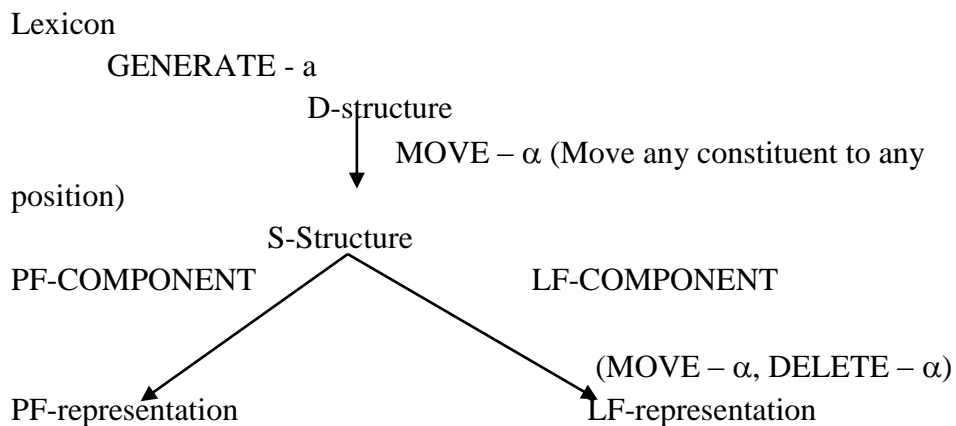 Lexicon
GENERATE - a
D-structure
MOVE – α (Move any constituent to any
position)
S-Structure
PF-COMPONENT LF-COMPONENT
(MOVE – α, DELETE – α)
PF-representation LF-representation